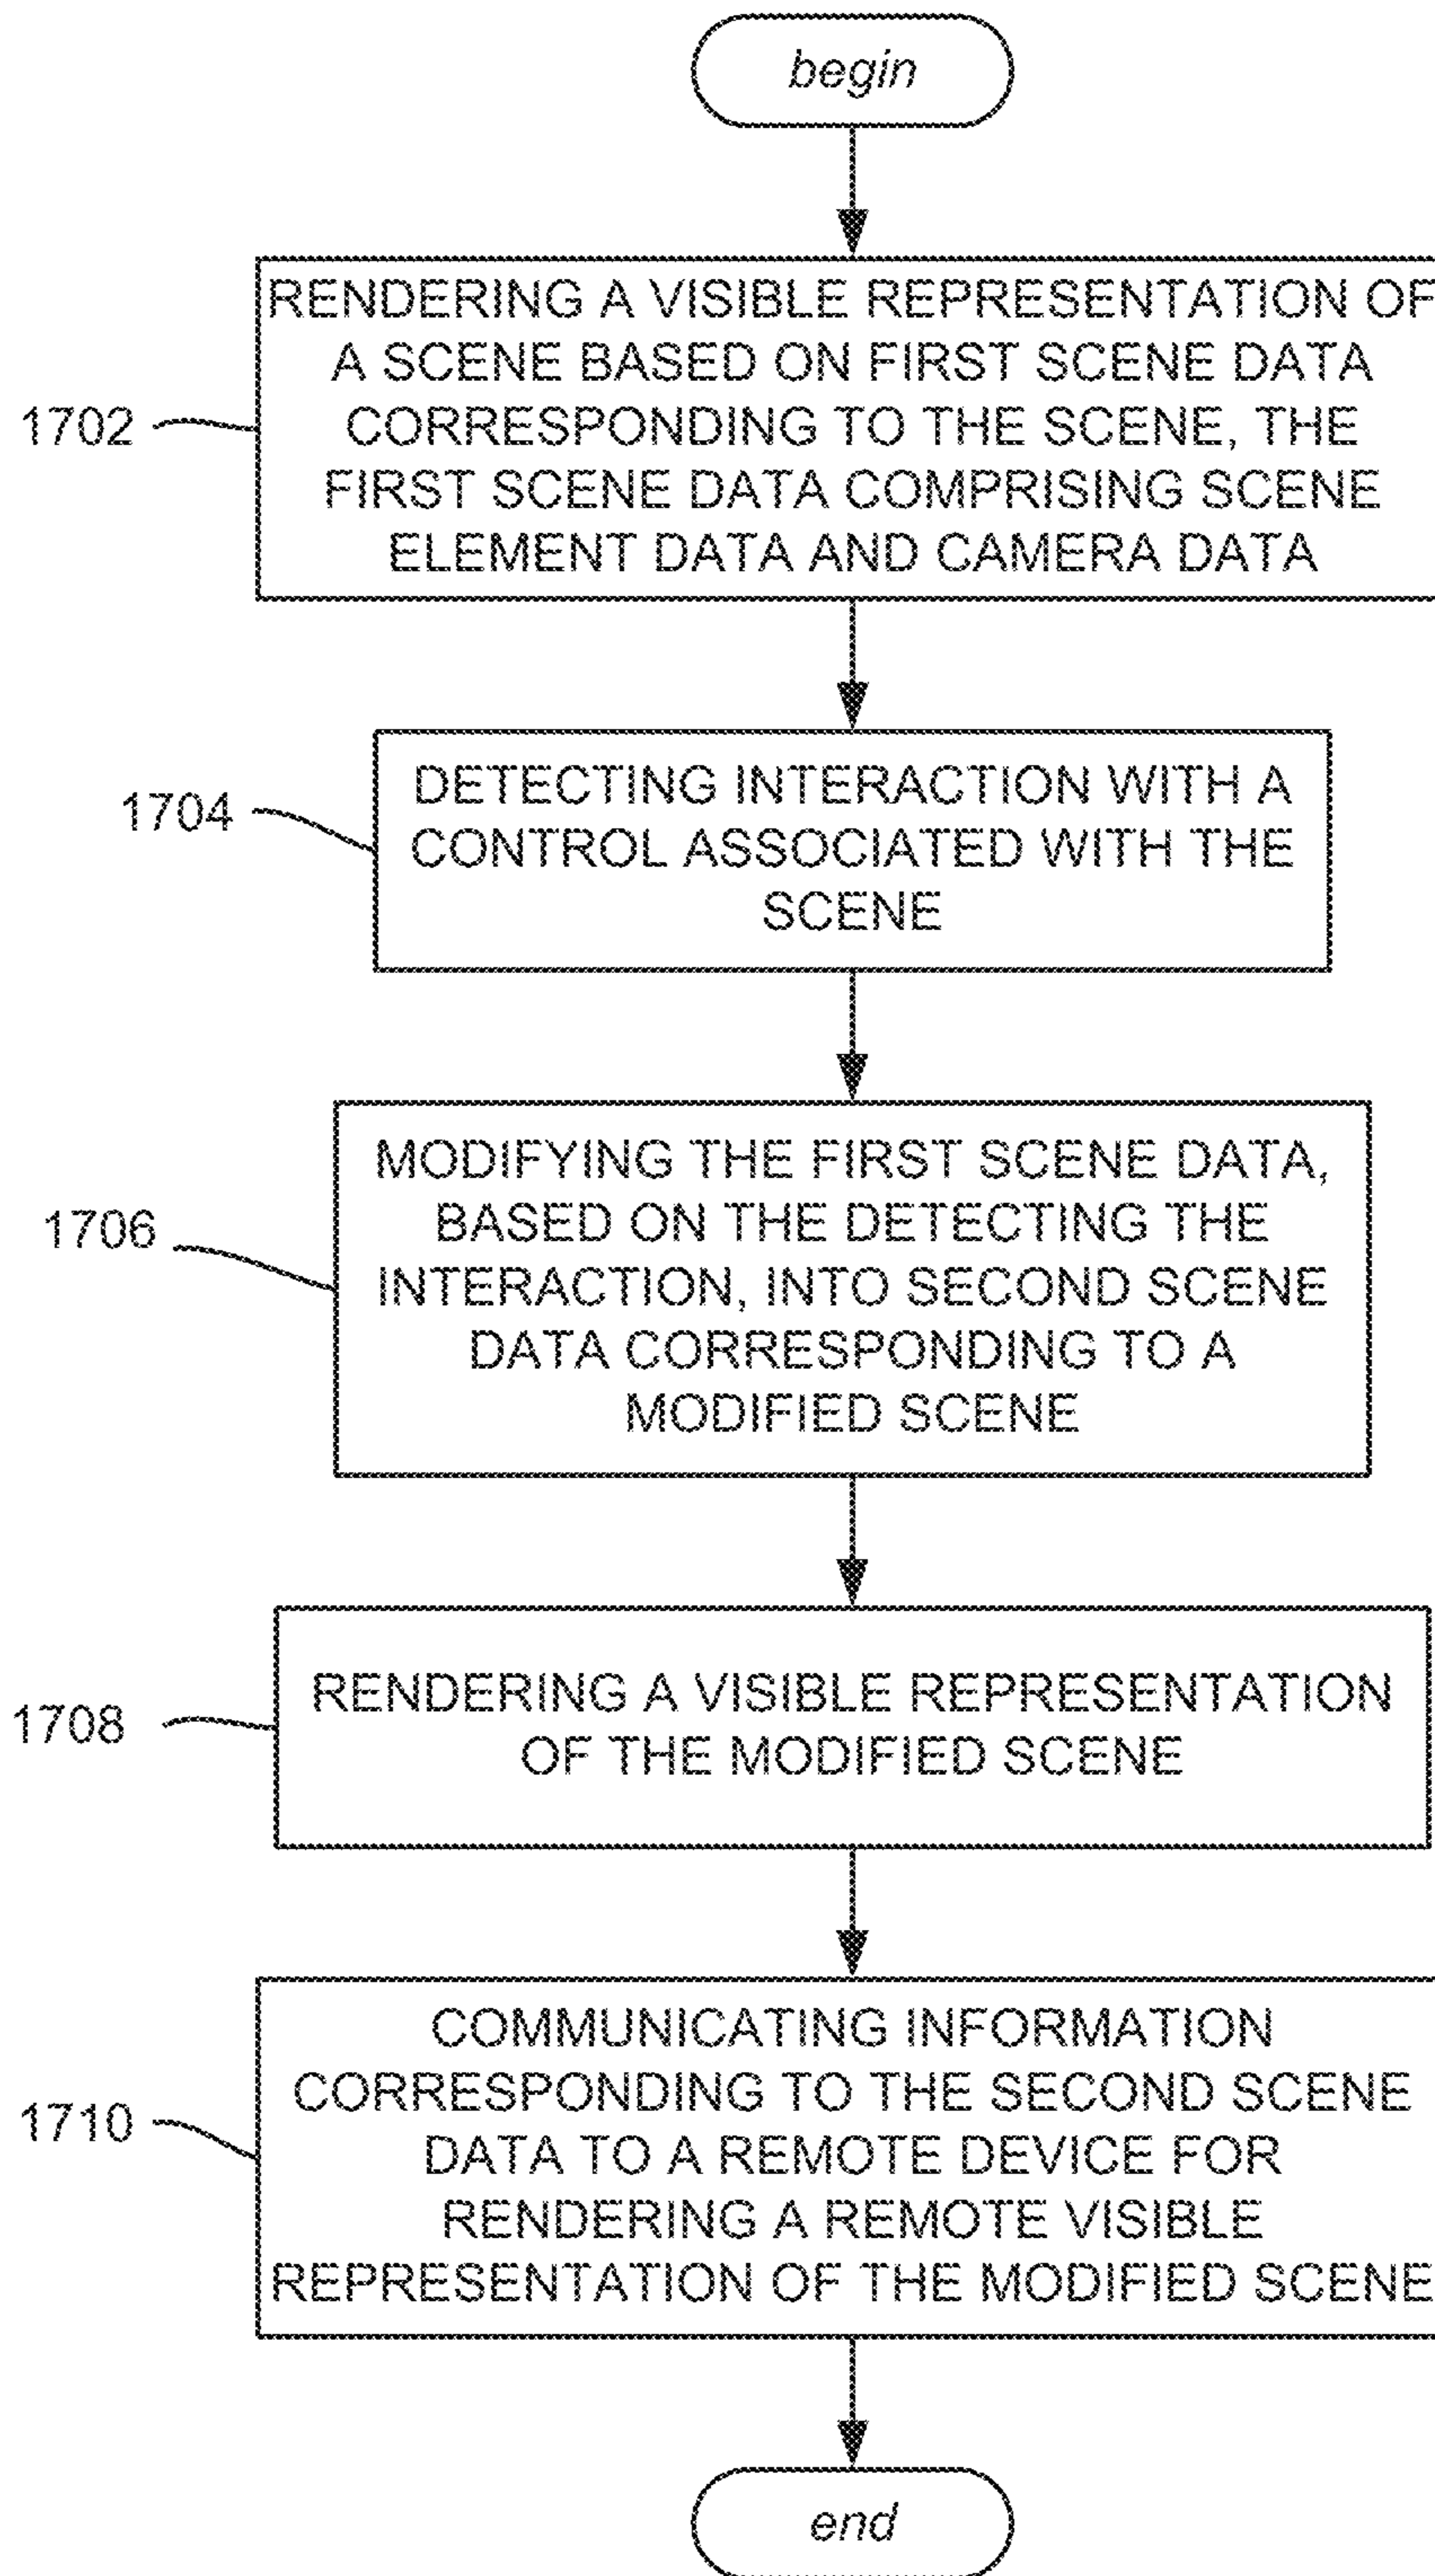 begin
RENDERING A VISIBLE REPRESENTATION OF
A SCENE BASED ON FIRST SCENE DATA
1702
CORRESPONDING TO THE SCENE, THE
FIRST SCENE DATA COMPRISING SCENE
ELEMENT DATA AND CAMERA DATA
1704
DETECTING INTERACTION WITH A
CONTROL ASSOCIATED WITH THE
SCENE
1706
MODIFYING THE FIRST SCENE DATA,
BASED ON THE DETECTING THE
INTERACTION, INTO SECOND SCENE
DATA CORRESPONDING TO A
MODIFIED SCENE
1708
RENDERING A VISIBLE REPRESENTATION
OF THE MODIFIED SCENE
1710
COMMUNICATING INFORMATION
CORRESPONDING TO THE SECOND SCENE
DATA TO A REMOTE DEVICE FOR
RENDERING A REMOTE VISIBLE
REPRESENTATION OF THE MODIFIED SCENE
end